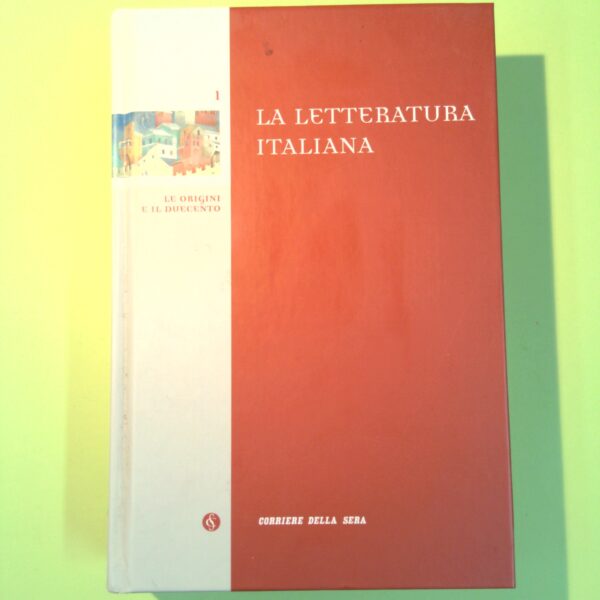 1
LA LETTERATURA
ITALIANA
LE ORIGINI
E IL DUECENTO
CORRIERE DELLA SERA